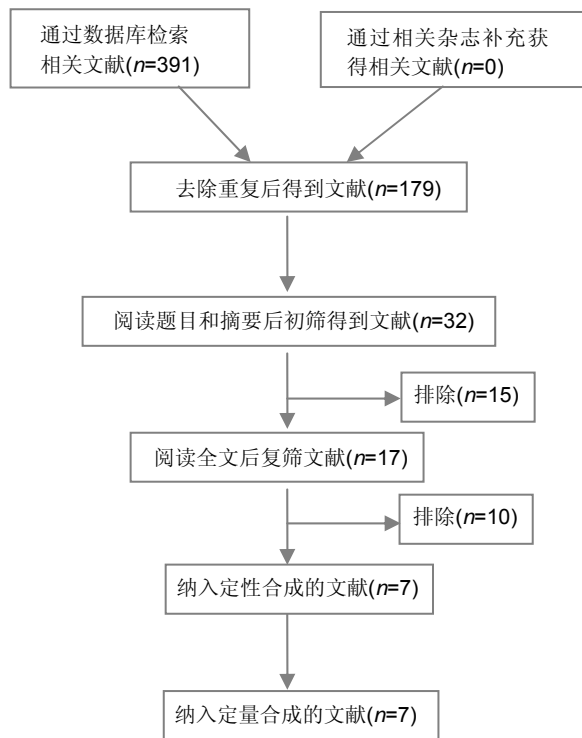 通过数据库检索
相关文献(n=391)
通过相关杂志补充获
得相关文献(n=0)
去除重复后得到文献(n=179)
阅读题目和摘要后初筛得到文献(n=32)
排除(n=15)
阅读全文后复筛文献(n=17)
排除(n=10)
纳入定性合成的文献(n=7)
纳入定量合成的文献(n=7)